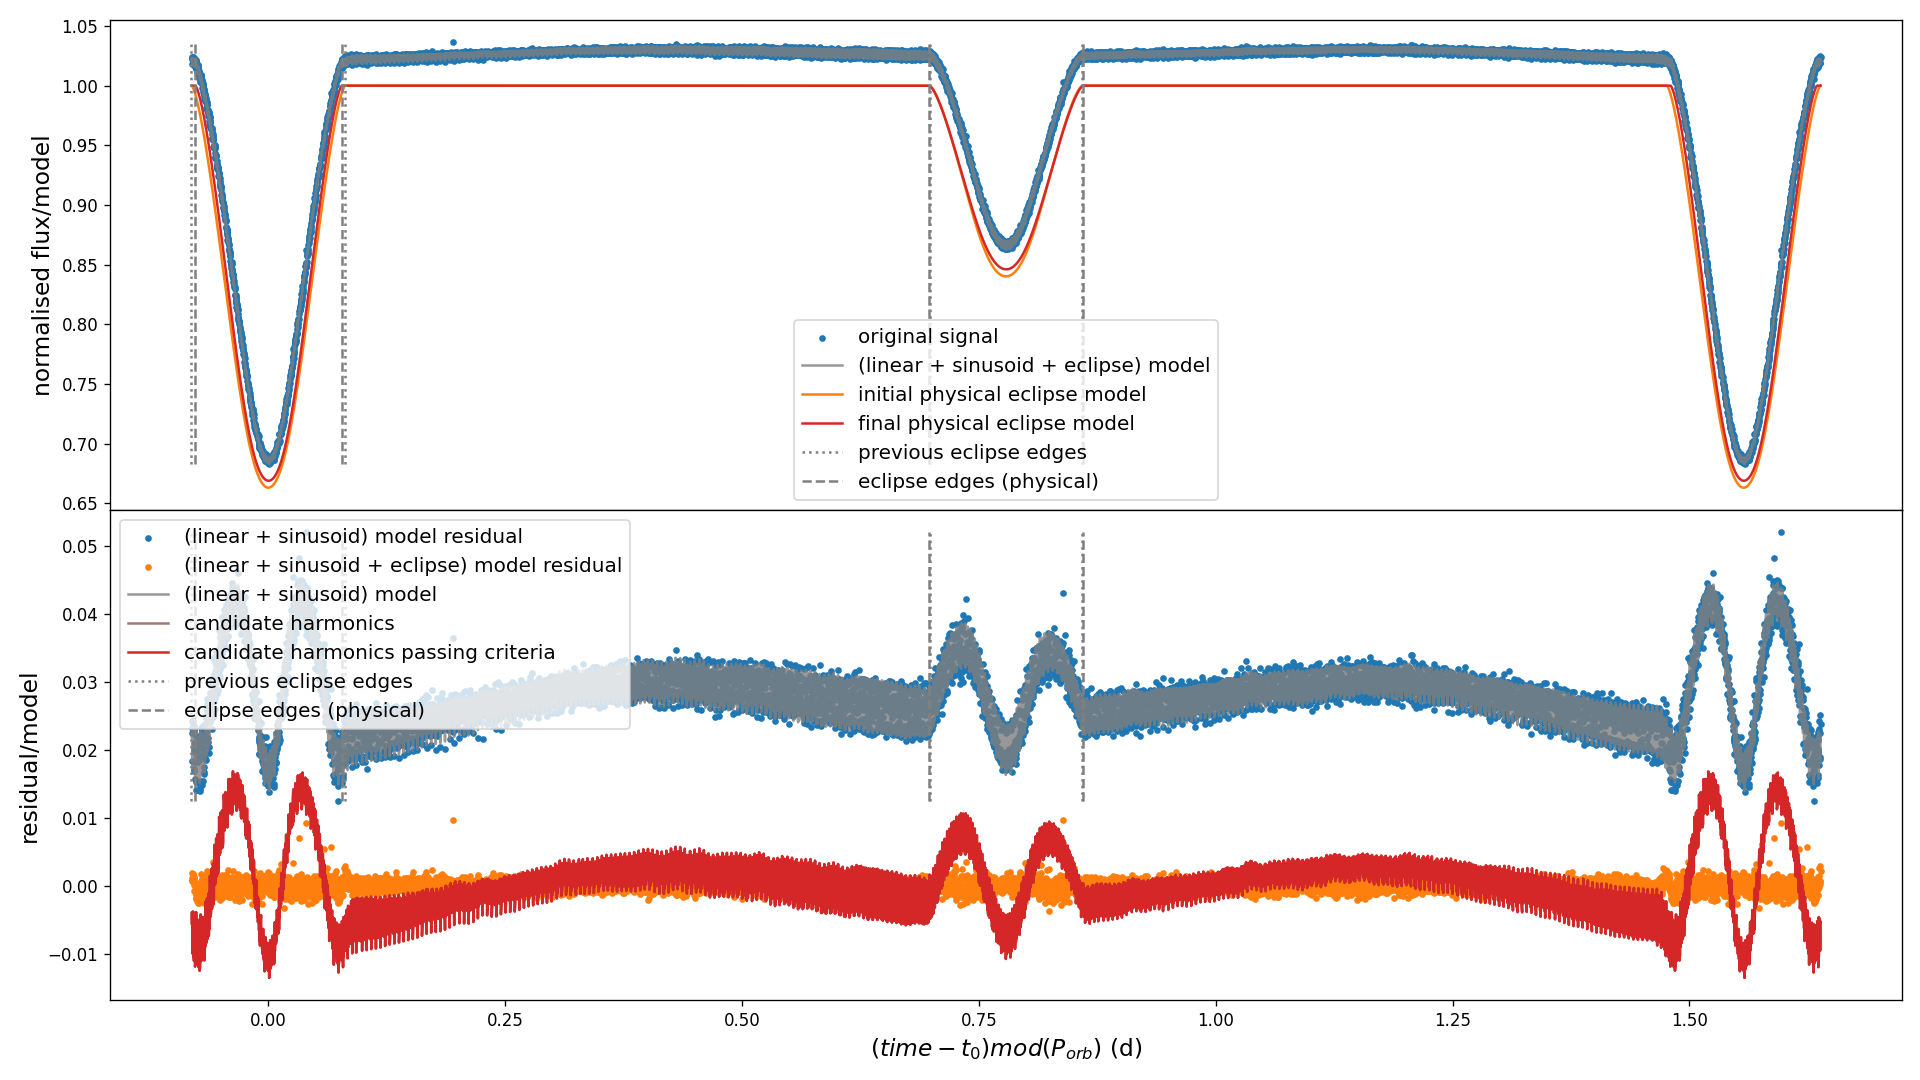 1.05
1.00
0.95
0.90
0.85
0.80
0.75
0.70
0.65
normalised flux/model
original signal
(linear + sinusoid + eclipse) model
initial physical eclipse model
final physical eclipse model
previous eclipse edges
eclipse edges (physical)
0.05
0.04
0.03
0.02
0.01
0.00
−0.01
residual/model
(linear + sinusoid) model residual
(linear + sinusoid + eclipse) model residual
(linear + sinusoid) model
candidate harmonics
candidate harmonics passing criteria
previous eclipse edges
eclipse edges (physical)
0.00 0.25 0.50 0.75 1.00 1.25 1.50
(time − t₀)mod(Pₒᵣb) (d)